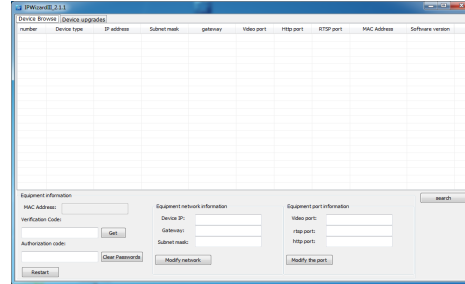 IPWizardIII_2.1.1
Device Browse Device upgrades
number Device type IP address Subnet mask gateway Video port Http port RTSP port MAC Address Software version
Equipment information
search
MAC Address:
Equipment network information
Equipment port information
Verification Code:
Device IP:
Video port:
Get
Gateway:
rtsp port:
Authorization code:
Subnet mask:
http port:
Clear Passwords
Modify network
Modify the port
Restart